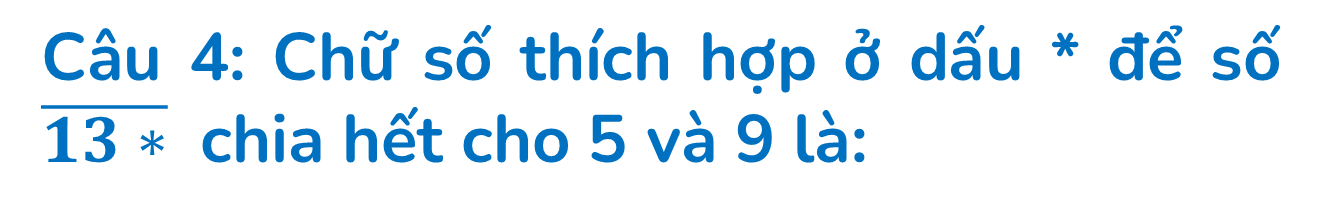 Câu 4: Chữ số thích hợp ở dấu * để số
13 * chia hết cho 5 và 9 là: